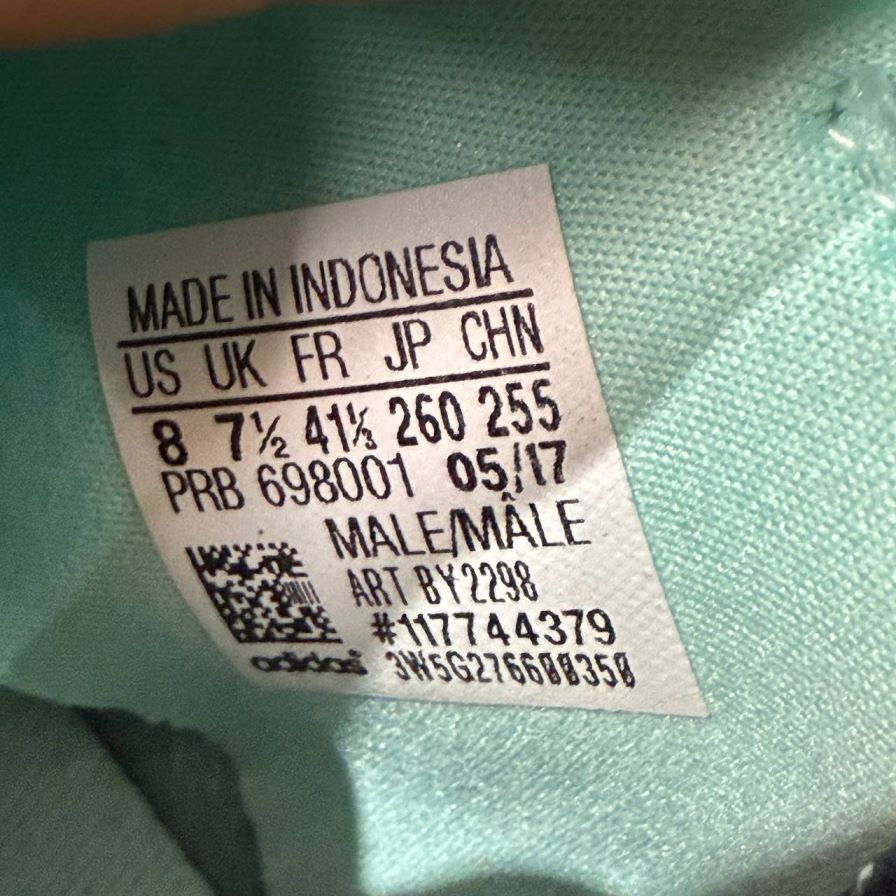 MADE IN INDONESIA
US UK FR JP CHN
8 7½ 41⅓ 260 255
PRB 698001 05/17
MALE/MÂLE
ART BY2298
#117744379
3W5G276600350
adidas